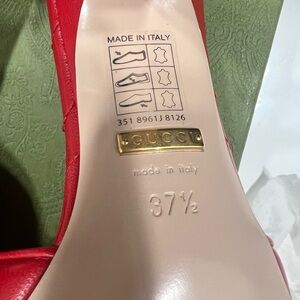 MADE IN ITALY
351 8961J 8126
GUCCI
made in italy
37½